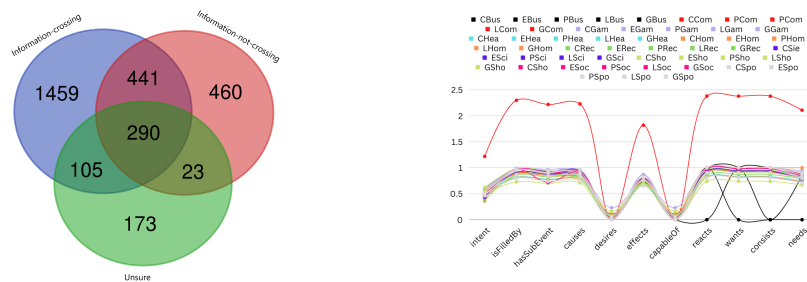 Information-crossing
Information-not-crossing
1459
441
460
290
105
23
173
Unsure
CBus EBus PBus LBus GBus CCom PCom PCom
LCom GCom CGam EGam PGam LGam GGam
CHea EHea PHea LHea GHea CHom EHom PHom
LHom GHom CRec ERec PRec LRec GRec CSie
ESci PSci LSci GSci CSho ESho PSho LSho
GSho CSho ESoc PSoc LSoc GSoc CSpo ESpo
PSpo LSpo GSpo
2.5
2
1.5
1
0.5
0
intent
isFilledBy
hasSubEvent
causes
desires
effects
capableOf
reacts
wants
consists
needs